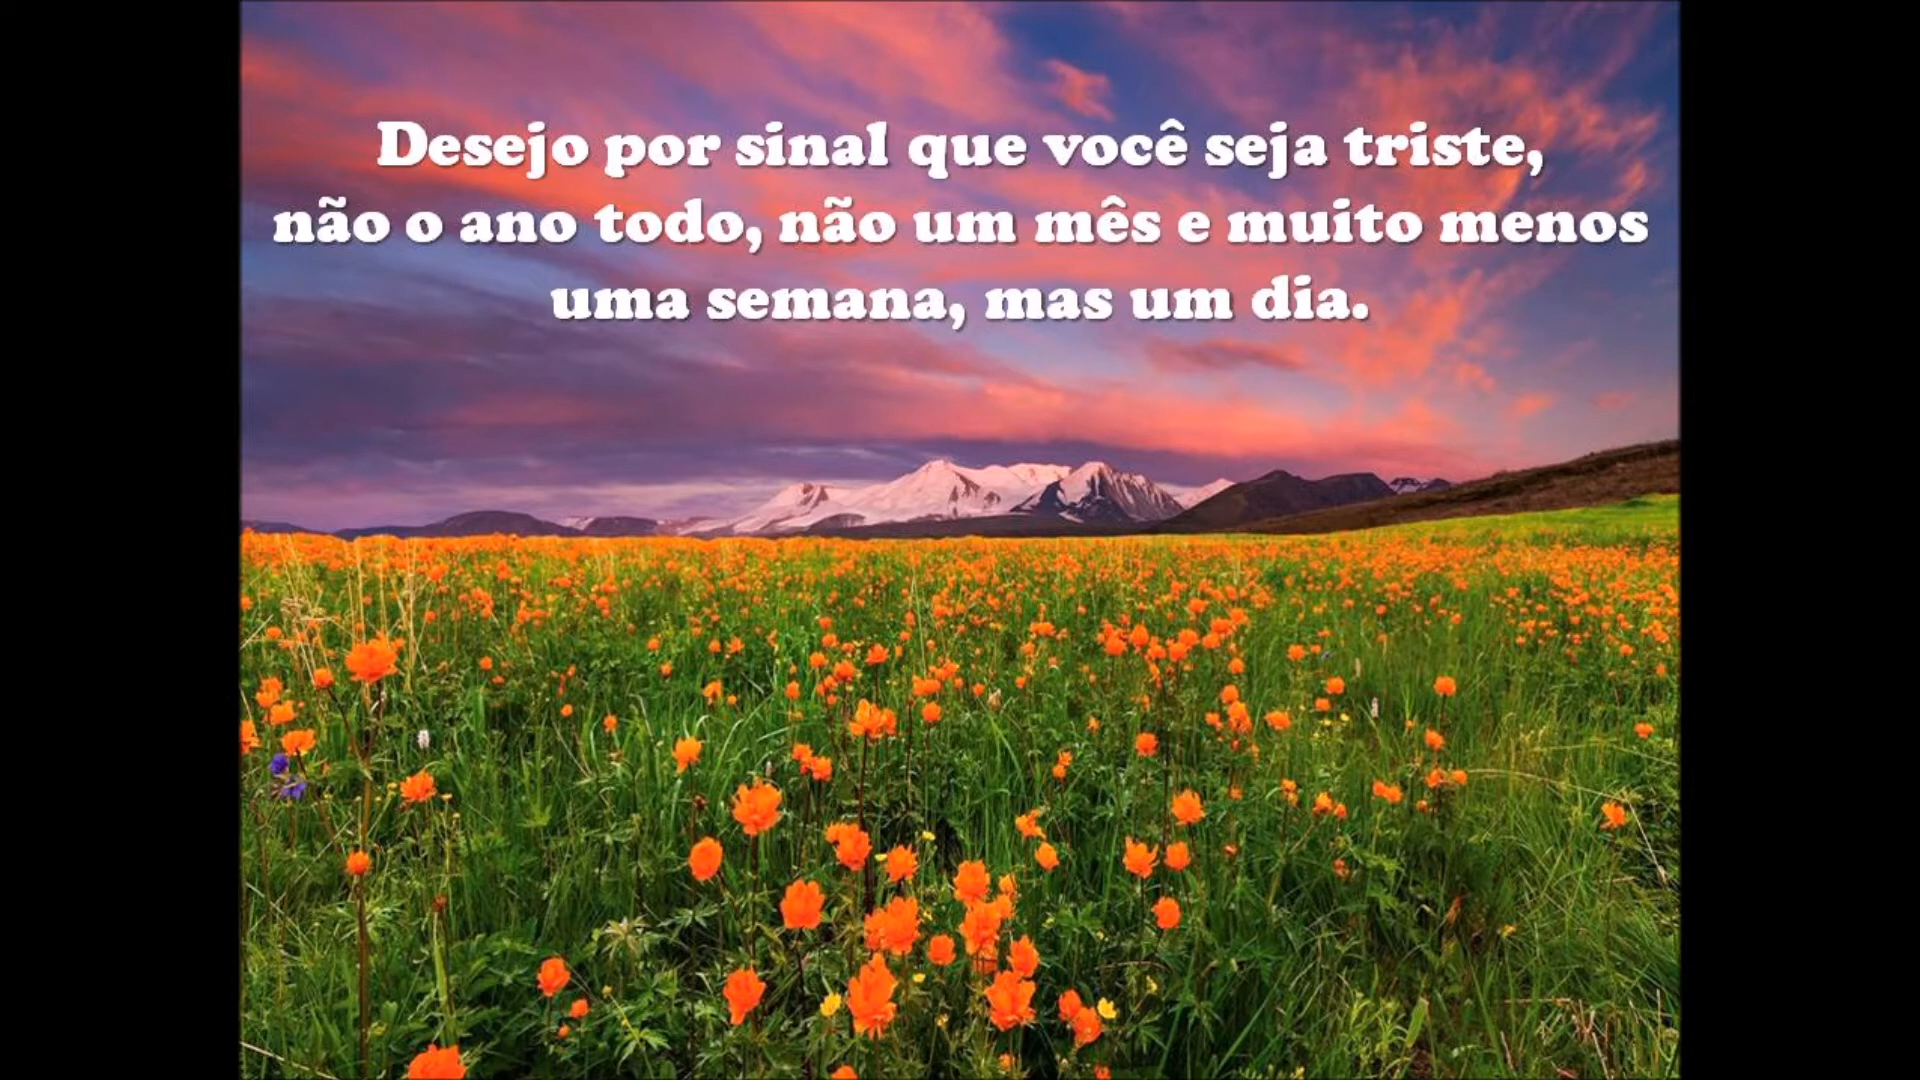 Desejo por sinal que você seja triste,
não o ano todo, não um mês e muito menos
uma semana, mas um dia.